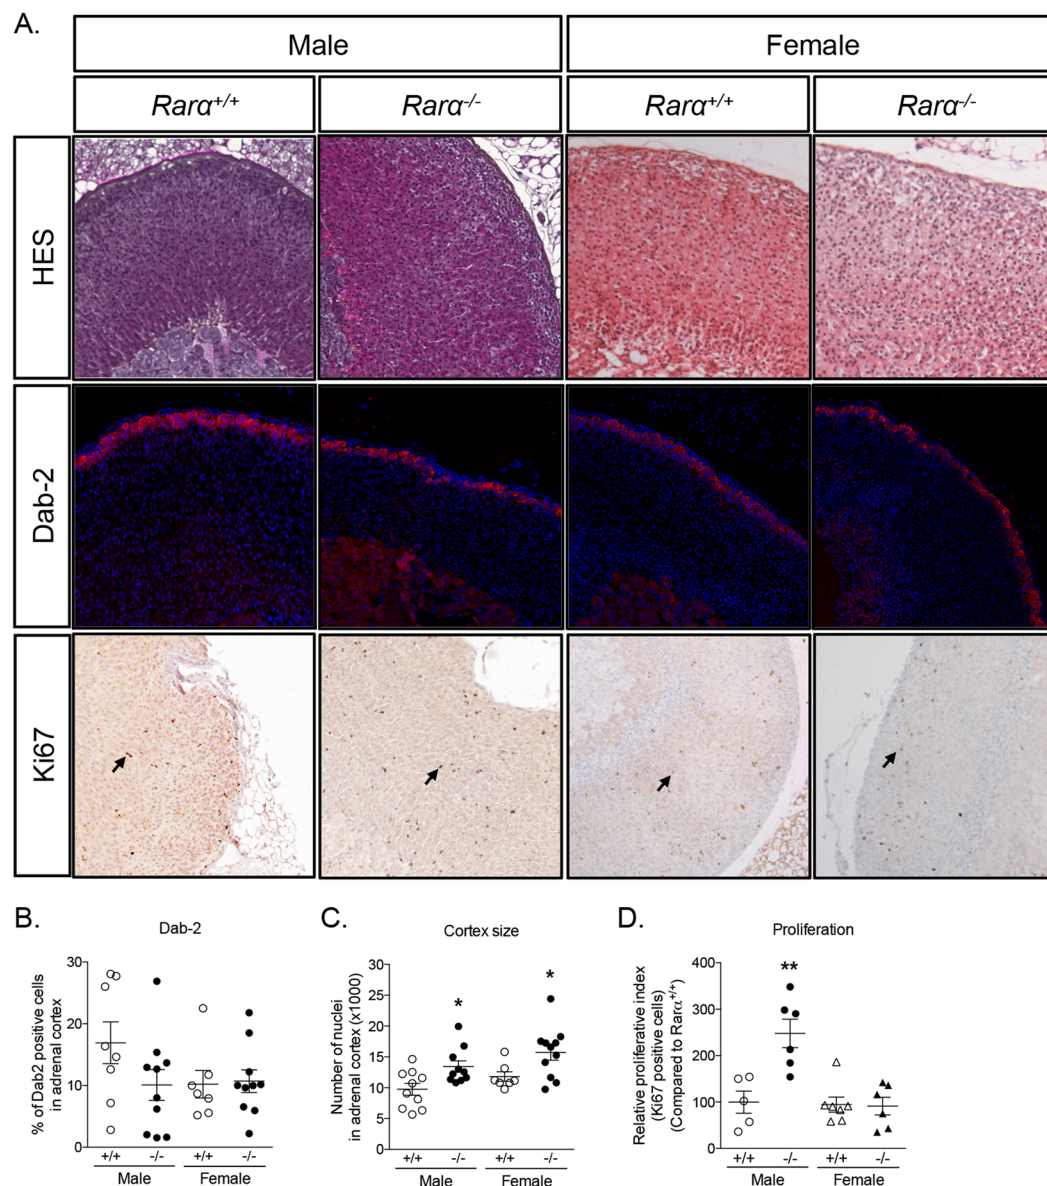 A.
Male
Female
Rarα+/+
Rarα-/-
Rarα+/+
Rarα-/-
HES
Dab-2
Ki67
B.
Dab-2
% of Dab2 positive cells
in adrenal cortex
30
20
10
0
+/+
-/-
+/+
-/-
Male
Female
C.
Cortex size
Number of nuclei
in adrenal cortex (x1000)
30
25
20
15
10
5
0
*
*
+/+
-/-
+/+
-/-
Male
Female
D.
Proliferation
Relative proliferative index
(Ki67 positive cells)
(Compared to Rarα+/+)
400
300
200
100
0
**
+/+
-/-
+/+
-/-
Male
Female